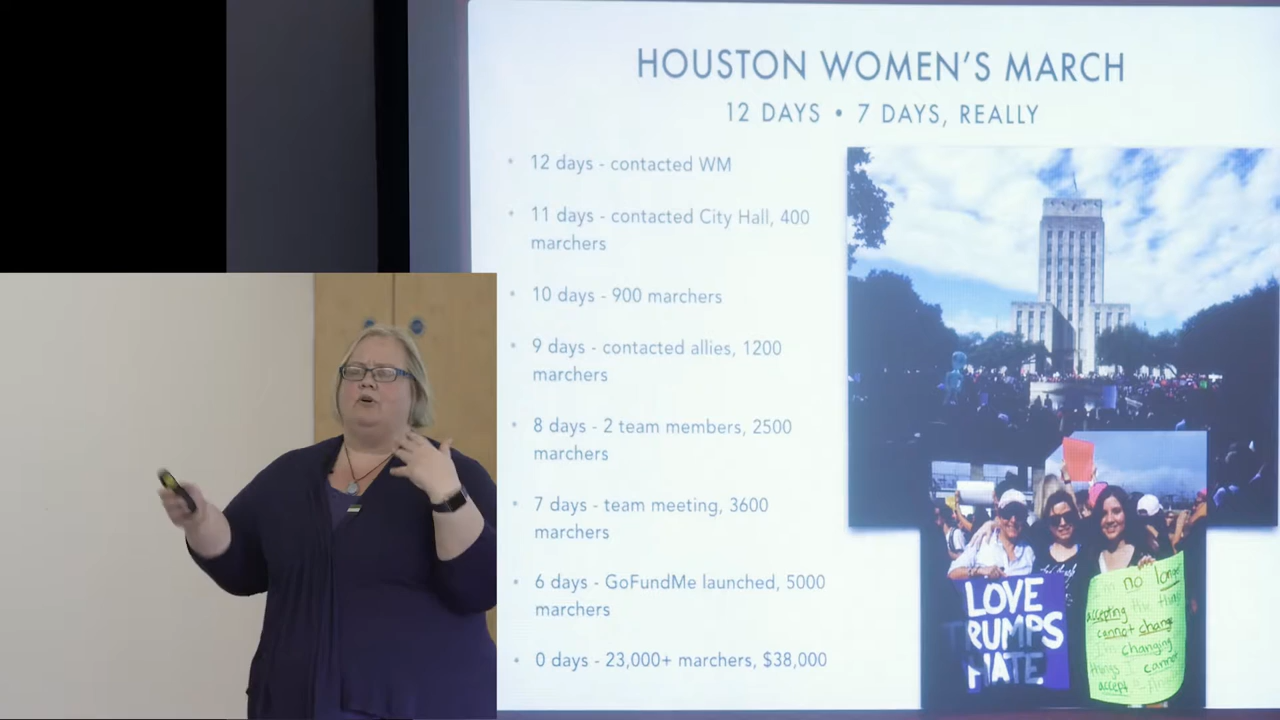 HOUSTON WOMEN'S MARCH
12 DAYS • 7 DAYS, REALLY
• 12 days - contacted WM
• 11 days - contacted City Hall, 400
marchers
• 10 days - 900 marchers
• 9 days - contacted allies, 1200
marchers
• 8 days - 2 team members, 2500
marchers
• 7 days - team meeting, 3600
marchers
• 6 days - GoFundMe launched, 5000
marchers
• 0 days - 23,000+ marchers, $38,000
LOVE
TRUMPS
HATE
no longer
accepting the things
cannot change
I'm changing
things I cannot
accept